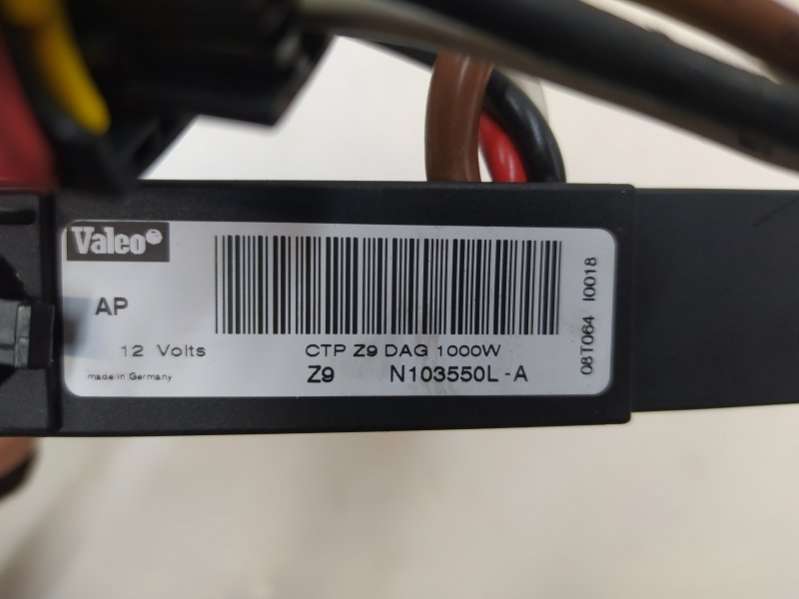 Valeo
AP
12 Volts
made in Germany
CTP Z9 DAG 1000W
Z9 N103550L - A
08T064 I0018